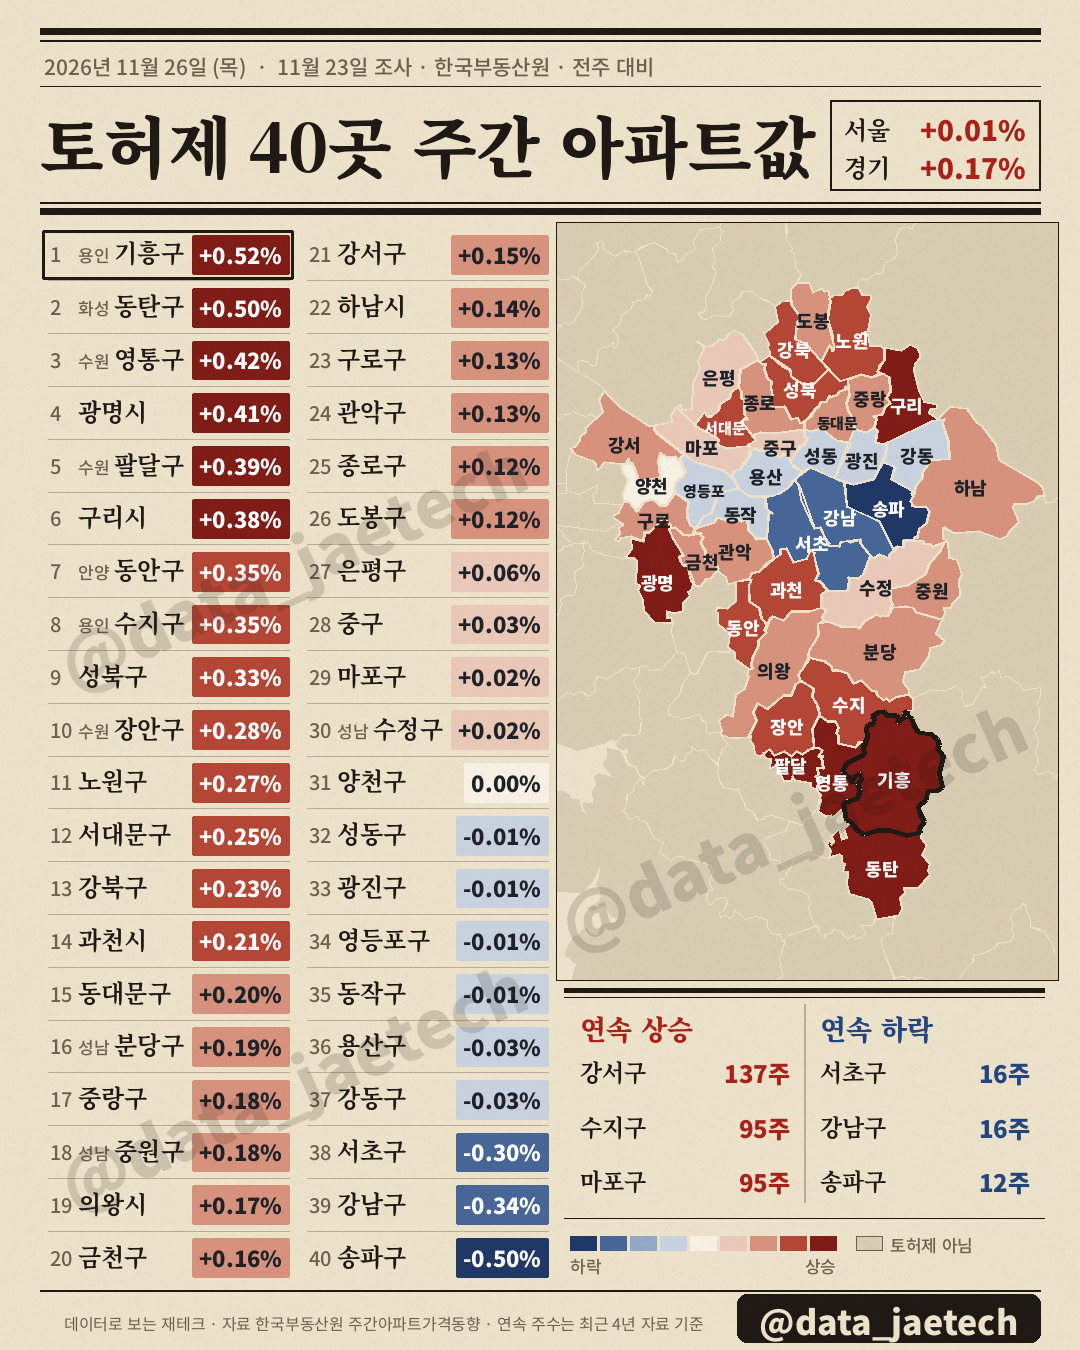 2026년 11월 26일 (목) · 11월 23일 조사 · 한국부동산원 · 전주 대비
토허제 40곳 주간 아파트값
서울 +0.01%
경기 +0.17%
1 용인 기흥구 +0.52%
2 화성 동탄구 +0.50%
3 수원 영통구 +0.42%
4 광명시 +0.41%
5 수원 팔달구 +0.39%
6 구리시 +0.38%
7 안양 동안구 +0.35%
8 용인 수지구 +0.35%
9 성북구 +0.33%
10 수원 장안구 +0.28%
11 노원구 +0.27%
12 서대문구 +0.25%
13 강북구 +0.23%
14 과천시 +0.21%
15 동대문구 +0.20%
16 성남 분당구 +0.19%
17 중랑구 +0.18%
18 성남 중원구 +0.18%
19 의왕시 +0.17%
20 금천구 +0.16%
21 강서구 +0.15%
22 하남시 +0.14%
23 구로구 +0.13%
24 관악구 +0.13%
25 종로구 +0.12%
26 도봉구 +0.12%
27 은평구 +0.06%
28 중구 +0.03%
29 마포구 +0.02%
30 성남 수정구 +0.02%
31 양천구 0.00%
32 성동구 -0.01%
33 광진구 -0.01%
34 영등포구 -0.01%
35 동작구 -0.01%
36 용산구 -0.03%
37 강동구 -0.03%
38 서초구 -0.30%
39 강남구 -0.34%
40 송파구 -0.50%
도봉
노원
강북
은평
성북
종로
중랑
구리
서대문
동대문
강서
마포
중구
성동
광진
강동
양천
영등포
용산
하남
구로
동작
강남
송파
서초
금천
관악
광명
과천
수정
중원
동안
의왕
분당
수지
장안
팔달
영통
기흥
동탄
연속 상승
강서구 137주
수지구 95주
마포구 95주
연속 하락
서초구 16주
강남구 16주
송파구 12주
하락
상승
토허제 아님
데이터로 보는 재테크 · 자료 한국부동산원 주간아파트가격동향 · 연속 주수는 최근 4년 자료 기준
@data_jaetech
@data_jaetech
@data_jaetech
@data_jaetech